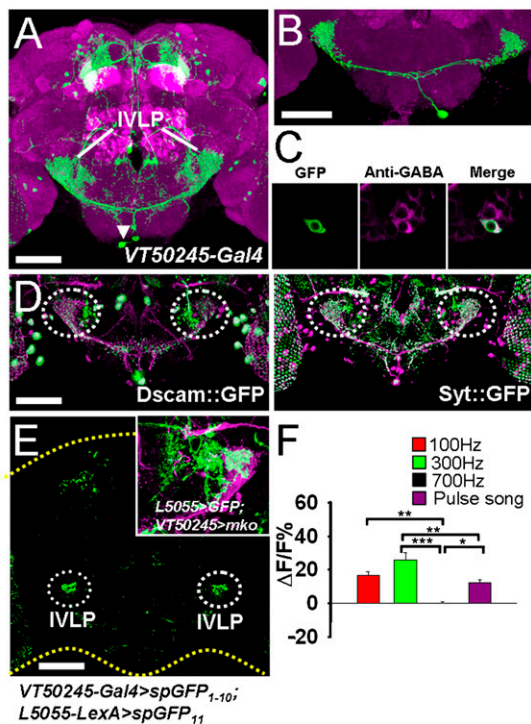 A
IVLP
VT50245-Gal4
B
C
GFP Anti-GABA Merge
D
Dscam::GFP
Syt::GFP
E
L5055>GFP;
VT50245>mko
IVLP IVLP
VT50245-Gal4>spGFP1-10;
L5055-LexA>spGFP11
F
100Hz
300Hz
700Hz
Pulse song
ΔF/F%
60
40
20
0
-20
**
**
***
*